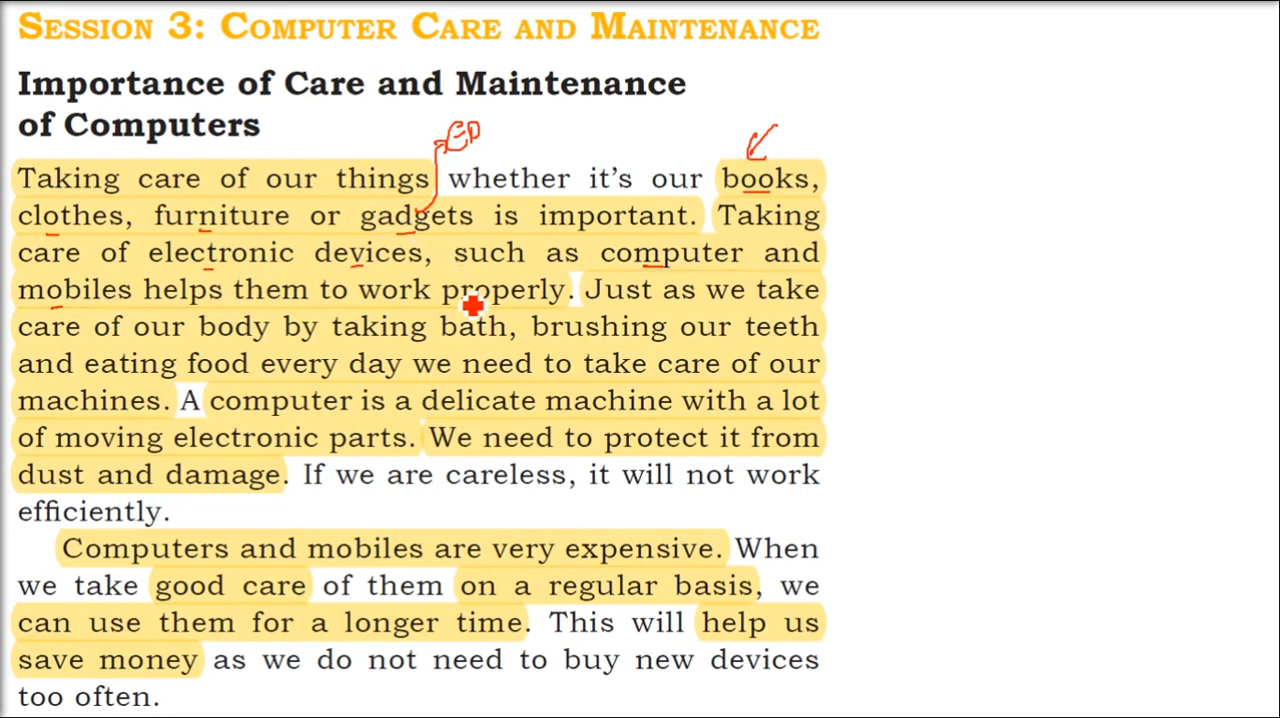 SESSION 3: COMPUTER CARE AND MAINTENANCE
Importance of Care and Maintenance
of Computers
ED
Taking care of our things whether it's our books,
clothes, furniture or gadgets is important. Taking
care of electronic devices, such as computer and
mobiles helps them to work properly. Just as we take
care of our body by taking bath, brushing our teeth
and eating food every day we need to take care of our
machines. A computer is a delicate machine with a lot
of moving electronic parts. We need to protect it from
dust and damage. If we are careless, it will not work
efficiently.
Computers and mobiles are very expensive. When
we take good care of them on a regular basis, we
can use them for a longer time. This will help us
save money as we do not need to buy new devices
too often.